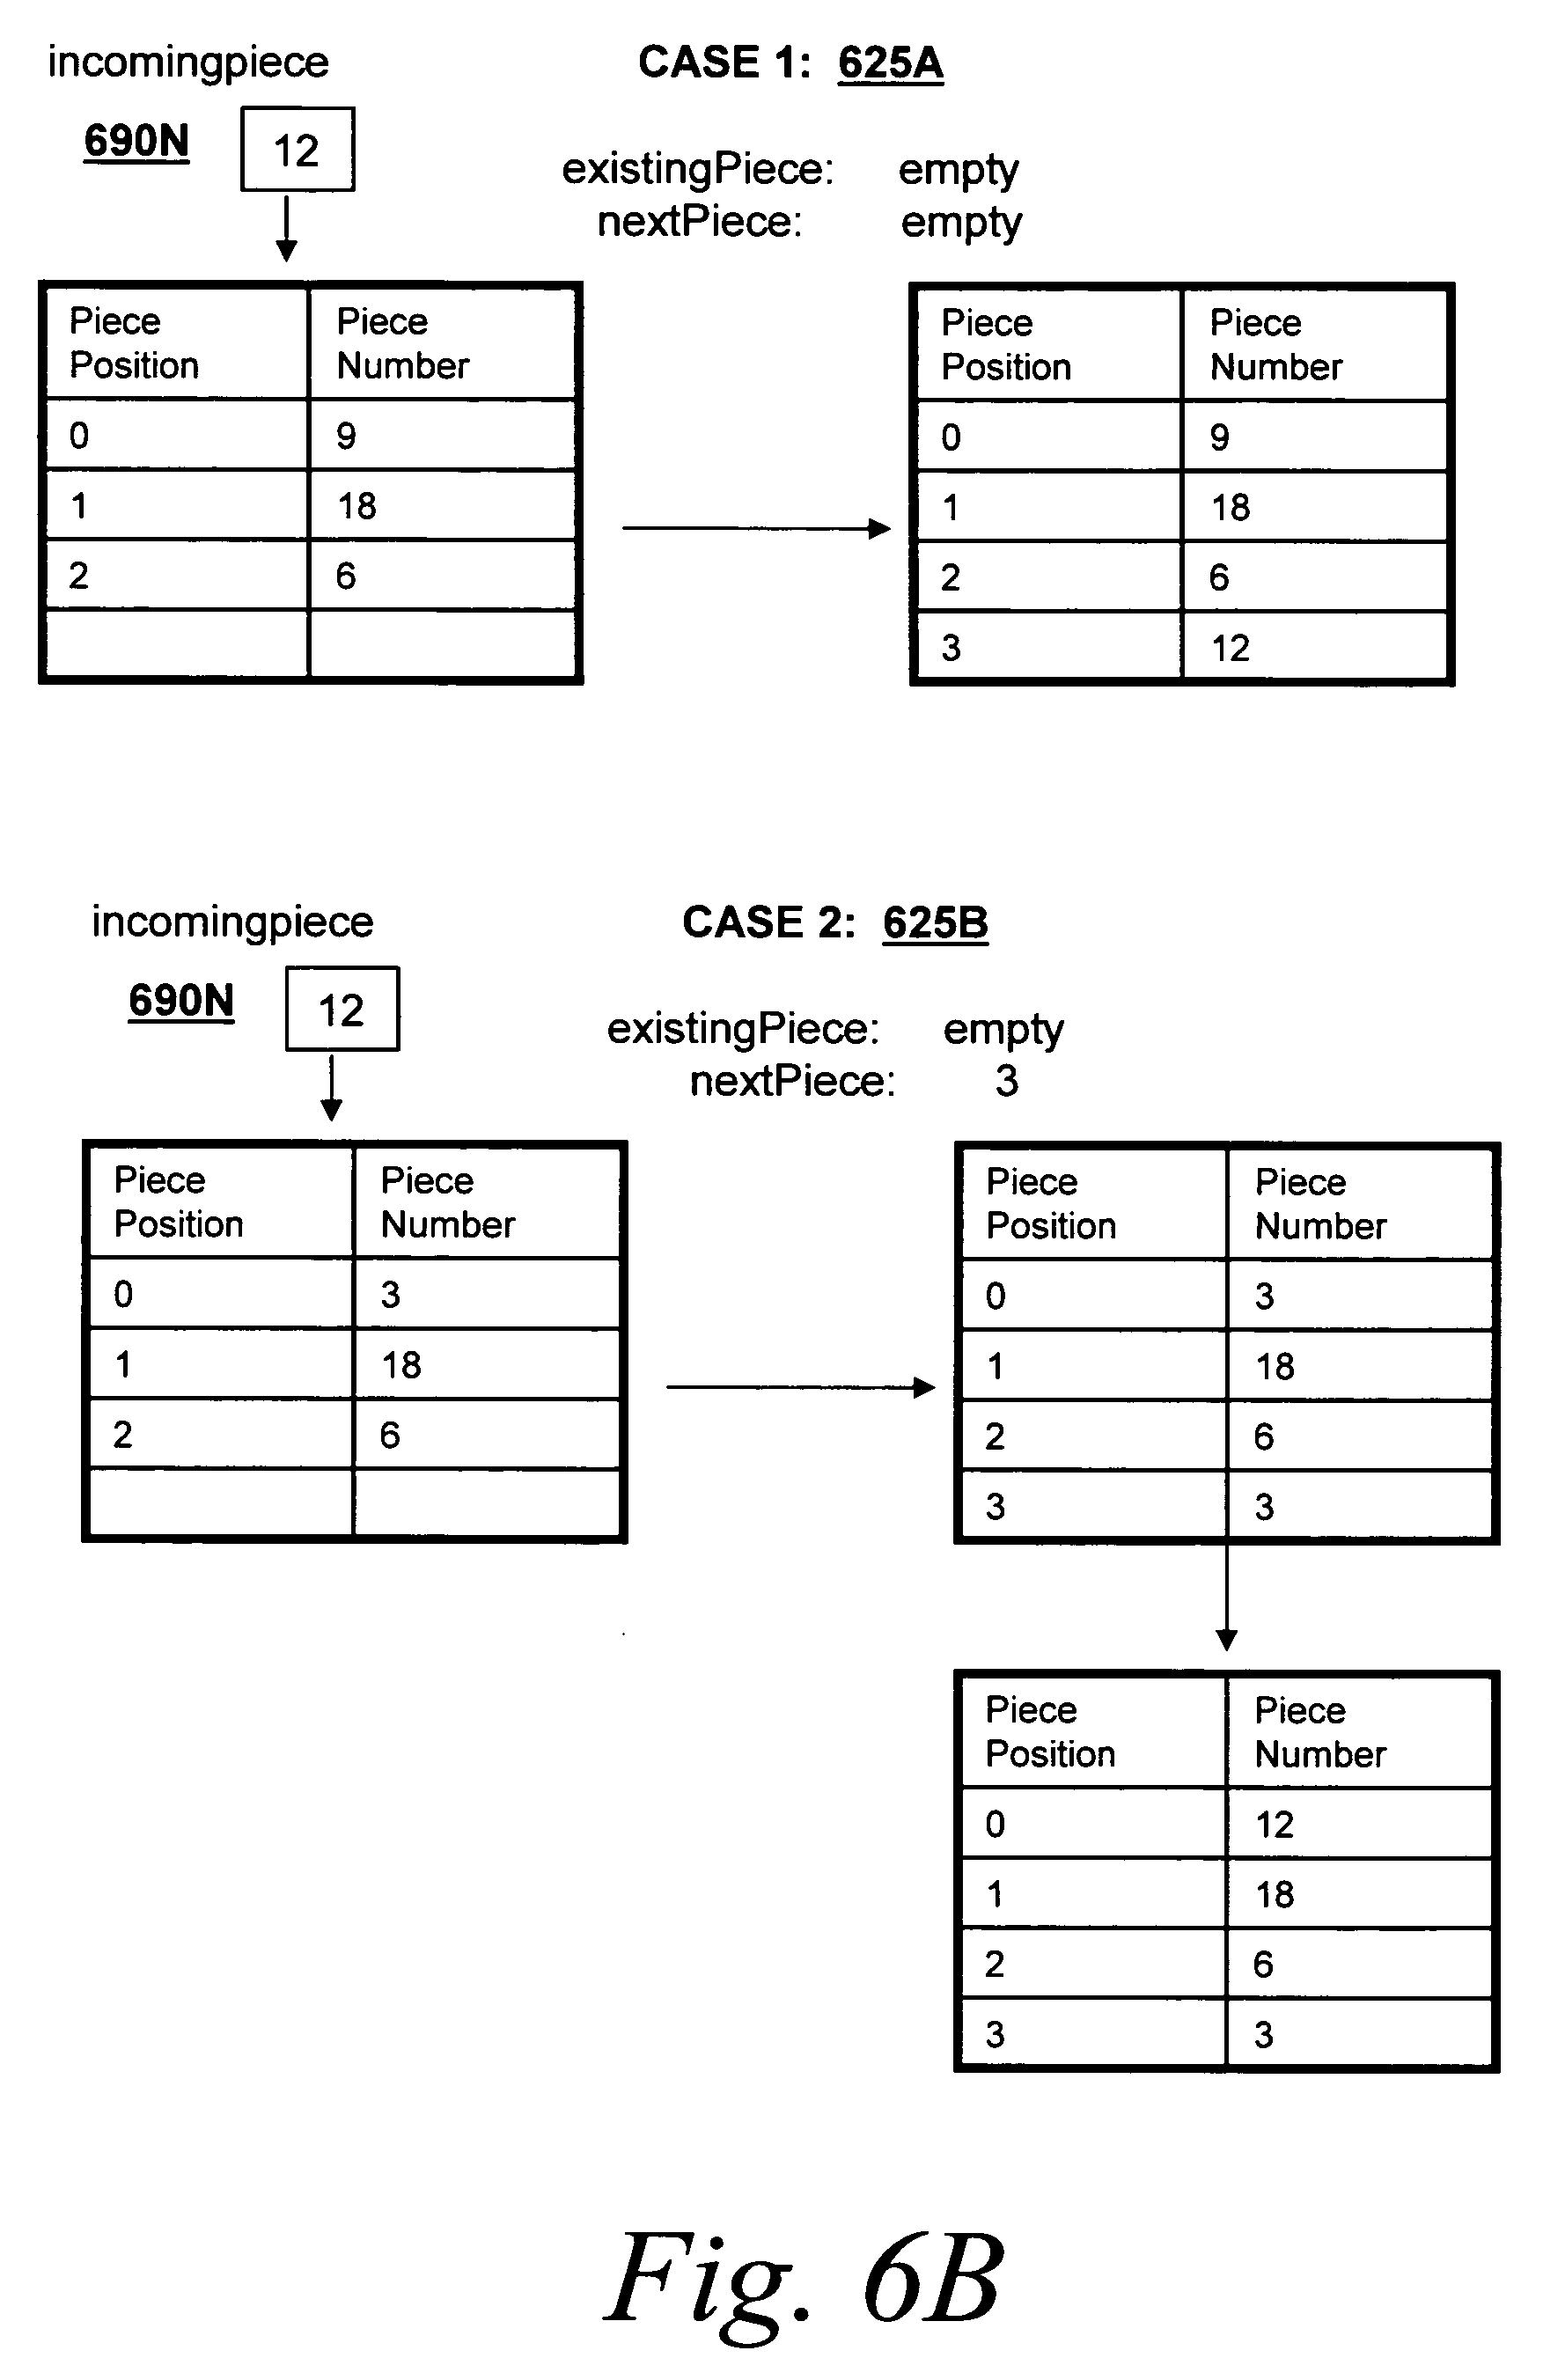 incomingpiece
CASE 1: 625A
690N
12
existingPiece: empty
nextPiece: empty
Piece Position Piece Number
0 9
1 18
2 6
Piece Position Piece Number
0 9
1 18
2 6
3 12
incomingpiece
CASE 2: 625B
690N
12
existingPiece: empty
nextPiece: 3
Piece Position Piece Number
0 3
1 18
2 6
Piece Position Piece Number
0 3
1 18
2 6
3 3
Piece Position Piece Number
0 12
1 18
2 6
3 3
Fig. 6B